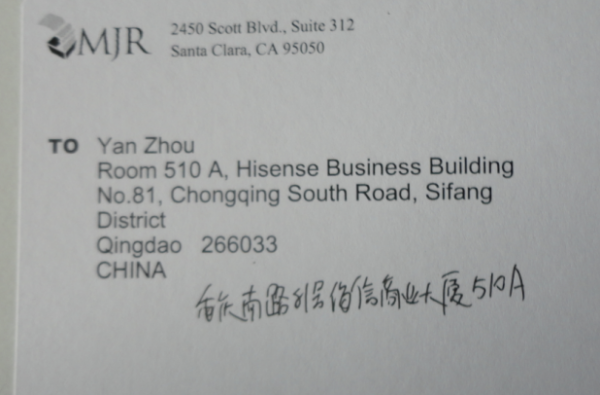 MJR
2450 Scott Blvd., Suite 312
Santa Clara, CA 95050
TO Yan Zhou
Room 510 A, Hisense Business Building
No.81, Chongqing South Road, Sifang
District
Qingdao 266033
CHINA
重庆南路81号佰信商业大厦510A